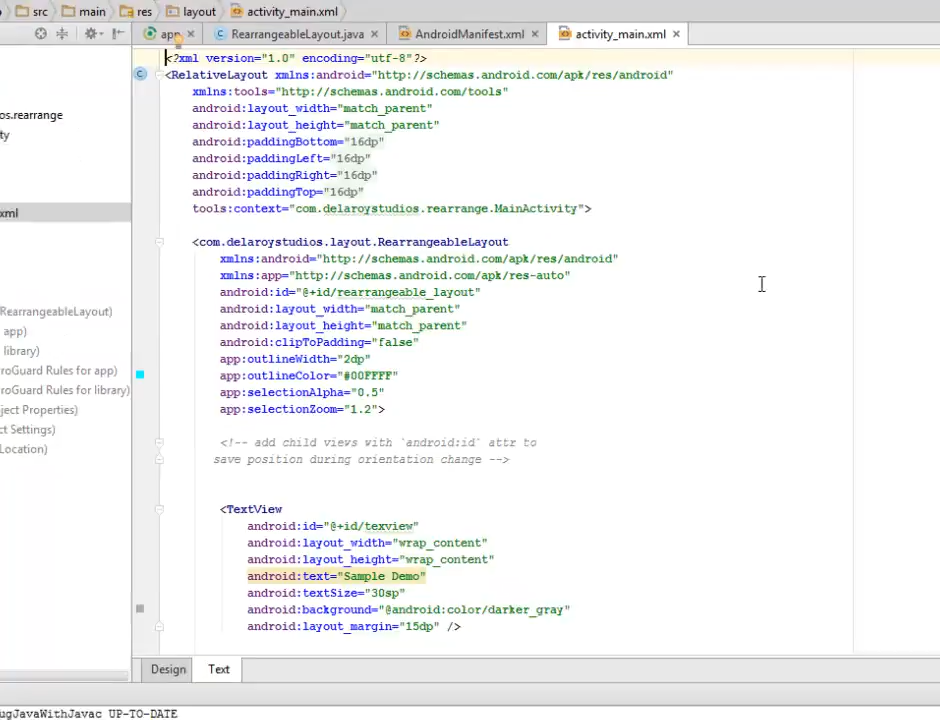 src main res layout activity_main.xml
app RearrangeableLayout.java AndroidManifest.xml activity_main.xml
<?xml version="1.0" encoding="utf-8"?>
<RelativeLayout xmlns:android="http://schemas.android.com/apk/res/android"
xmlns:tools="http://schemas.android.com/tools"
android:layout_width="match_parent"
android:layout_height="match_parent"
android:paddingBottom="16dp"
android:paddingLeft="16dp"
android:paddingRight="16dp"
android:paddingTop="16dp"
tools:context="com.delaroystudios.rearrange.MainActivity">
<com.delaroystudios.layout.RearrangeableLayout
xmlns:android="http://schemas.android.com/apk/res/android"
xmlns:app="http://schemas.android.com/apk/res-auto"
android:id="@+id/rearrangeable_layout"
android:layout_width="match_parent"
android:layout_height="match_parent"
android:clipToPadding="false"
app:outlineWidth="2dp"
app:outlineColor="#00FFFF"
app:selectionAlpha="0.5"
app:selectionZoom="1.2">
<!-- add child views with `android:id` attr to
save position during orientation change -->
<TextView
android:id="@+id/texview"
android:layout_width="wrap_content"
android:layout_height="wrap_content"
android:text="Sample Demo"
android:textSize="30sp"
android:background="@android:color/darker_gray"
android:layout_margin="15dp" />
os.rearrange
ty
xml
RearrangeableLayout)
app)
library)
roGuard Rules for app)
roGuard Rules for library)
ject Properties)
ct Settings)
Location)
Design Text
ugJavaWithJavac UP-TO-DATE